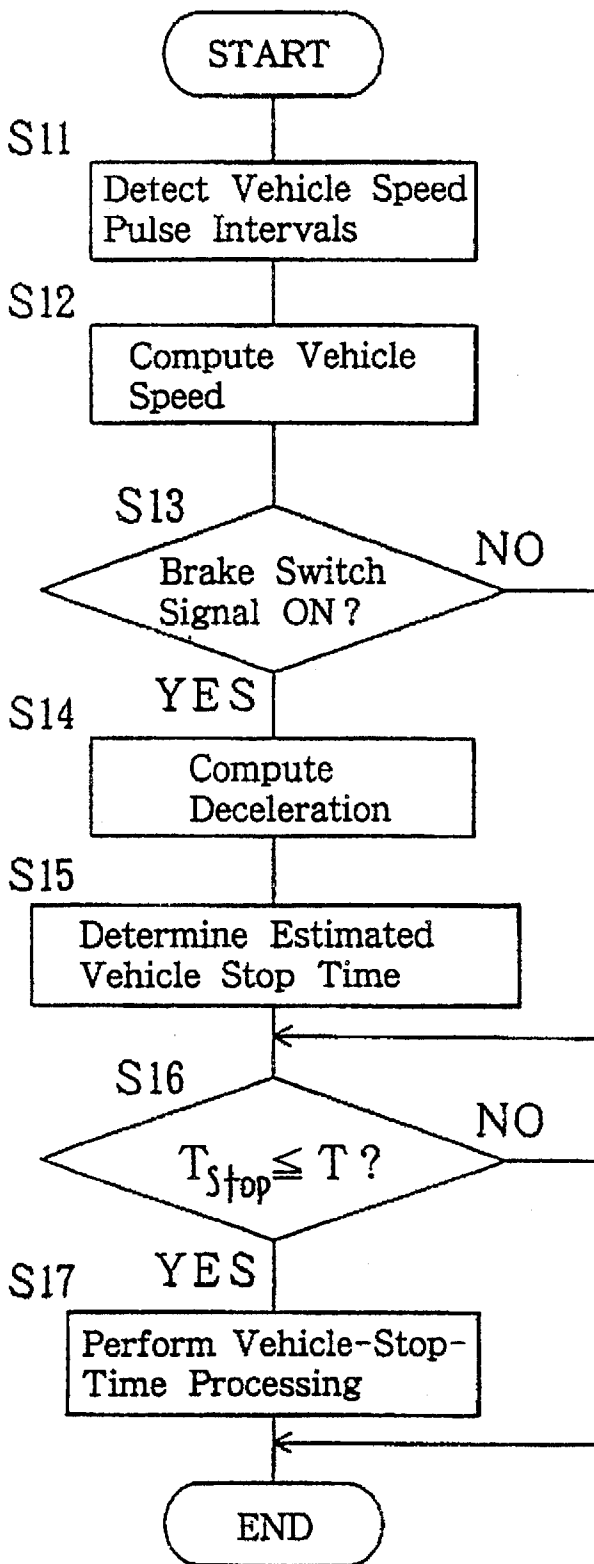 START
S11
Detect Vehicle Speed
Pulse Intervals
S12
Compute Vehicle
Speed
S13
Brake Switch
Signal ON?
NO
YES
S14
Compute
Deceleration
S15
Determine Estimated
Vehicle Stop Time
S16
TStop ≦ T?
NO
YES
S17
Perform Vehicle-Stop-
Time Processing
END